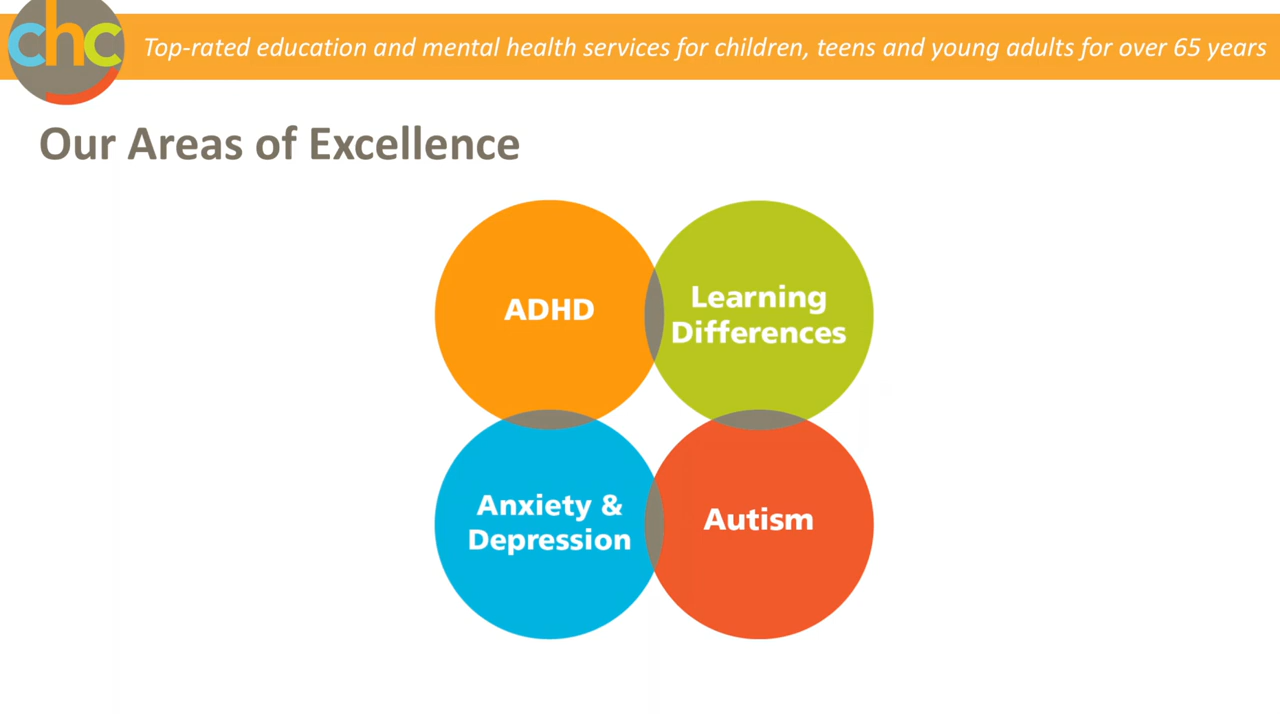 chc
Top-rated education and mental health services for children, teens and young adults for over 65 years
Our Areas of Excellence
ADHD
Learning
Differences
Anxiety &
Depression
Autism